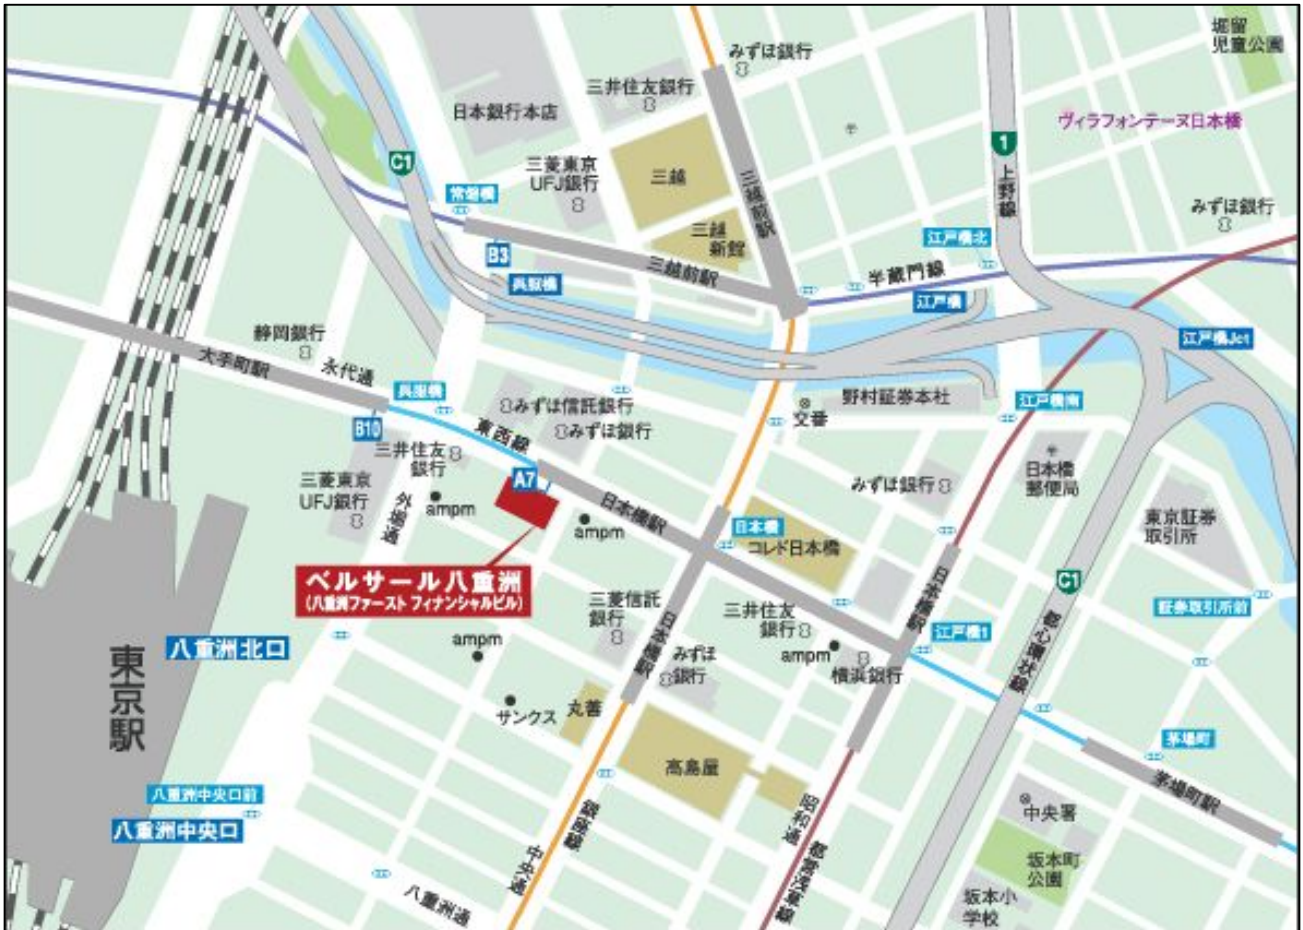 堀留
児童公園
みずほ銀行
三井住友銀行
日本銀行本店
ヴィラフォンテーヌ日本橋
1
上野線
C1
三菱東京
UFJ銀行
三越
三越前駅
常盤橋
みずほ銀行
三越
新館
江戸橋北
B3
三越前駅
半蔵門線
呉服橋
江戸橋
静岡銀行
江戸橋Jct
大手町駅
永代通
呉服橋
野村証券本社
江戸橋南
交番
みずほ信託銀行
B10
東西線
みずほ銀行
三井住友
銀行
A7
三菱東京
UFJ銀行
外堀通
ampm
日本橋駅
ampm
みずほ銀行
日本橋
郵便局
東京証券
取引所
日本橋
コレド日本橋
ベルサール八重洲
(八重洲ファースト フィナンシャルビル)
三菱信託
銀行
日本橋駅
三井住友
銀行
ampm
横浜銀行
日本橋駅
江戸橋1
C1
都心環状線
証券取引所前
東京駅
八重洲北口
ampm
みずほ
銀行
サンクス
丸善
高島屋
茅場町
茅場町駅
八重洲中央口前
八重洲中央口
銀座線
中央通
昭和通
都営浅草線
中央署
坂本町
公園
坂本小
学校
八重洲通